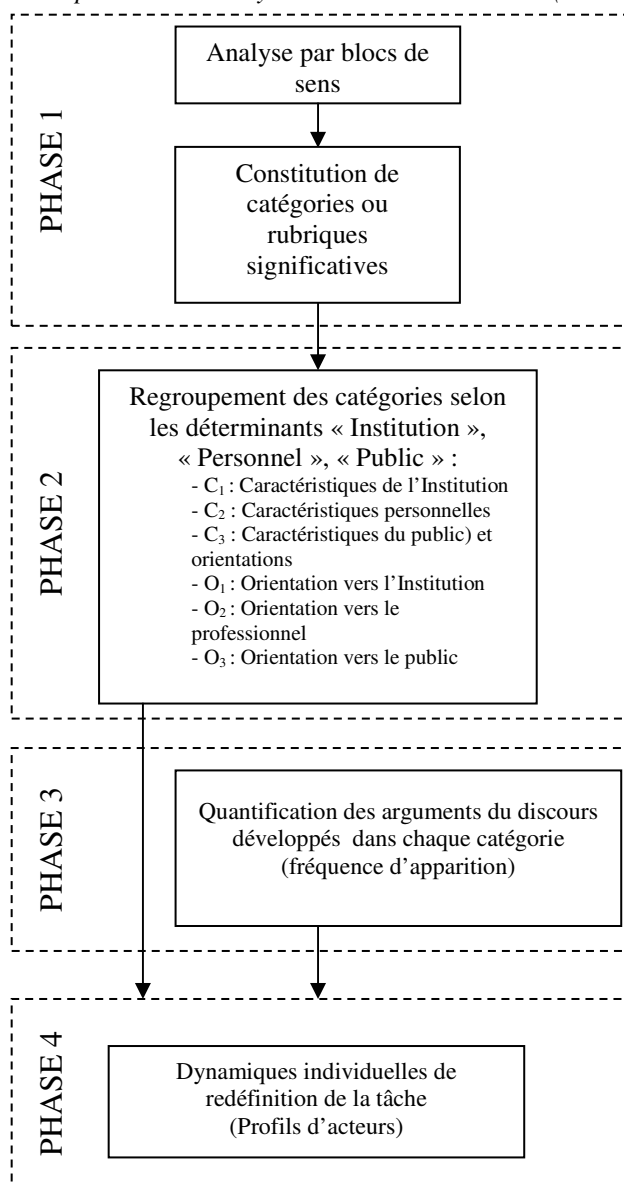 PHASE 1
Analyse par blocs de
sens
Constitution de
catégories ou
rubriques
significatives
PHASE 2
Regroupement des catégories selon
les déterminants « Institution »,
« Personnel », « Public » :
- C₁ : Caractéristiques de l’Institution
- C₂ : Caractéristiques personnelles
- C₃ : Caractéristiques du public) et
orientations
- O₁ : Orientation vers l’Institution
- O₂ : Orientation vers le
professionnel
- O₃ : Orientation vers le public
PHASE 3
Quantification des arguments du discours
développés dans chaque catégorie
(fréquence d’apparition)
PHASE 4
Dynamiques individuelles de
redéfinition de la tâche
(Profils d’acteurs)